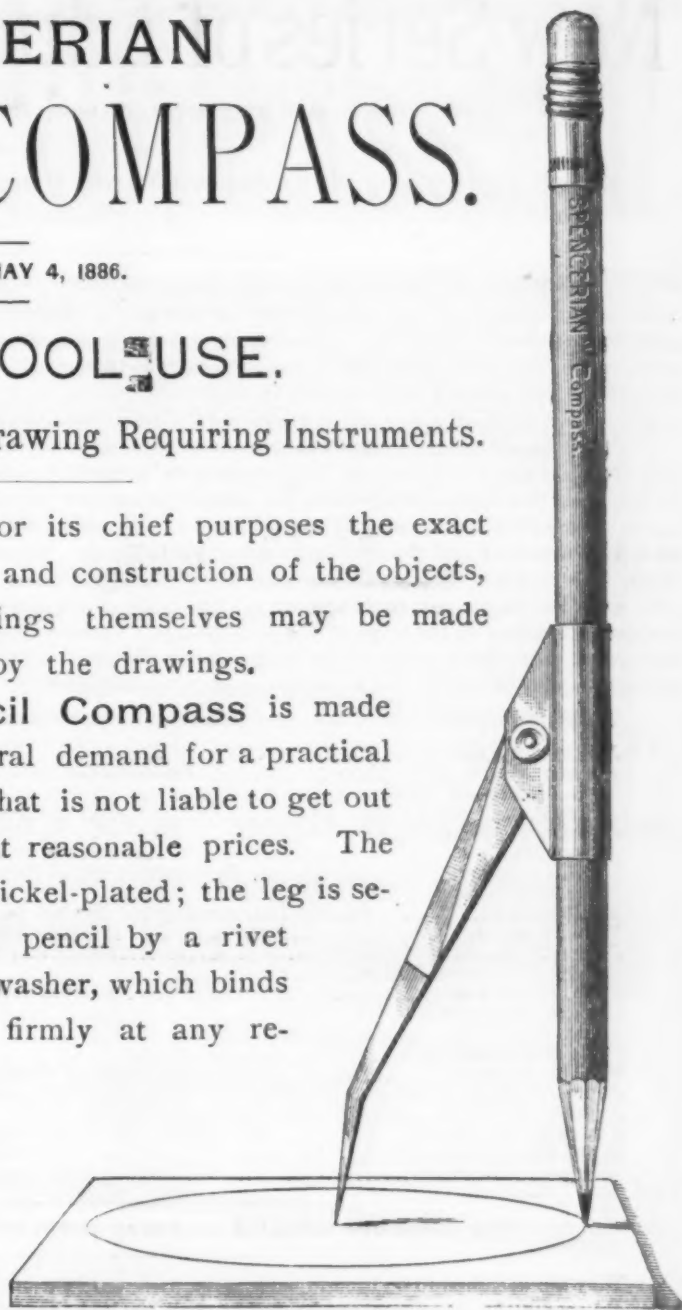 ERIAN
COMPASS.
MAY 4, 1886.
OOL USE.
rawing Requiring Instruments.
or its chief purposes the exact
and construction of the objects,
ings themselves may be made
by the drawings.
cil Compass is made
ral demand for a practical
hat is not liable to get out
t reasonable prices. The
ickel-plated; the leg is se-
pencil by a rivet
washer, which binds
firmly at any re-
SPENCERIAN" Compass.